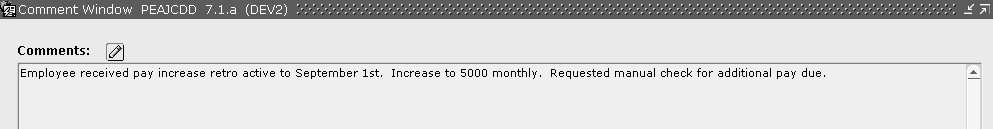 Comment Window PEAJCDD 7.1.a (DEV2)
Comments:
Employee received pay increase retro active to September 1st. Increase to 5000 monthly. Requested manual check for additional pay due.